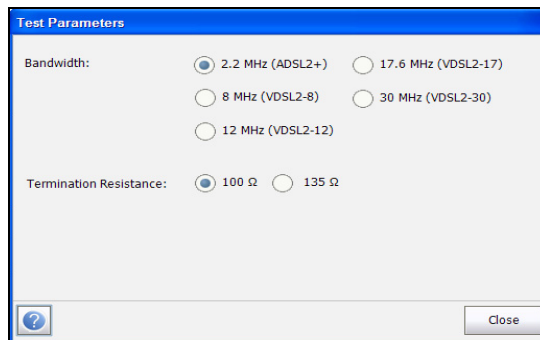 Test Parameters
Bandwidth: 2.2 MHz (ADSL2+) 17.6 MHz (VDSL2-17)
8 MHz (VDSL2-8) 30 MHz (VDSL2-30)
12 MHz (VDSL2-12)
Termination Resistance: 100 Ω 135 Ω
?
Close